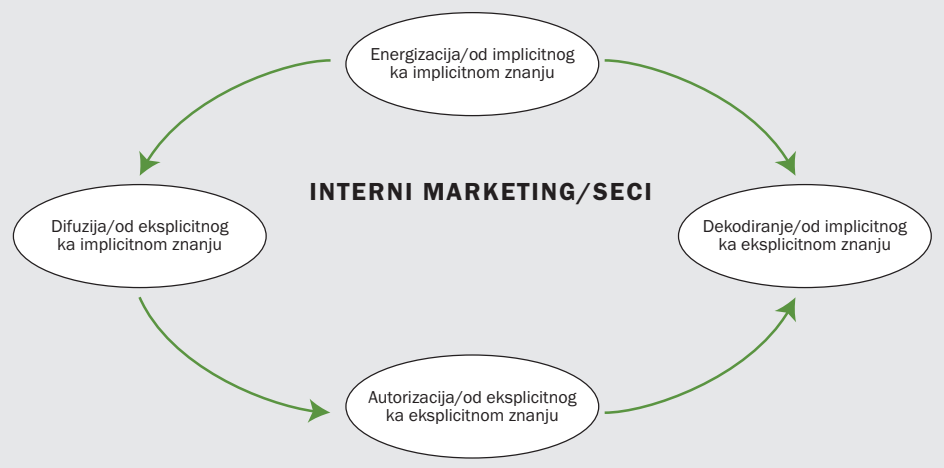 Energizacija/od implicitnog
ka implicitnom znanju
INTERNI MARKETING/SECI
Difuzija/od eksplicitnog
ka implicitnom znanju
Dekodiranje/od implicitnog
ka eksplicitnom znanju
Autorizacija/od eksplicitnog
ka eksplicitnom znanju